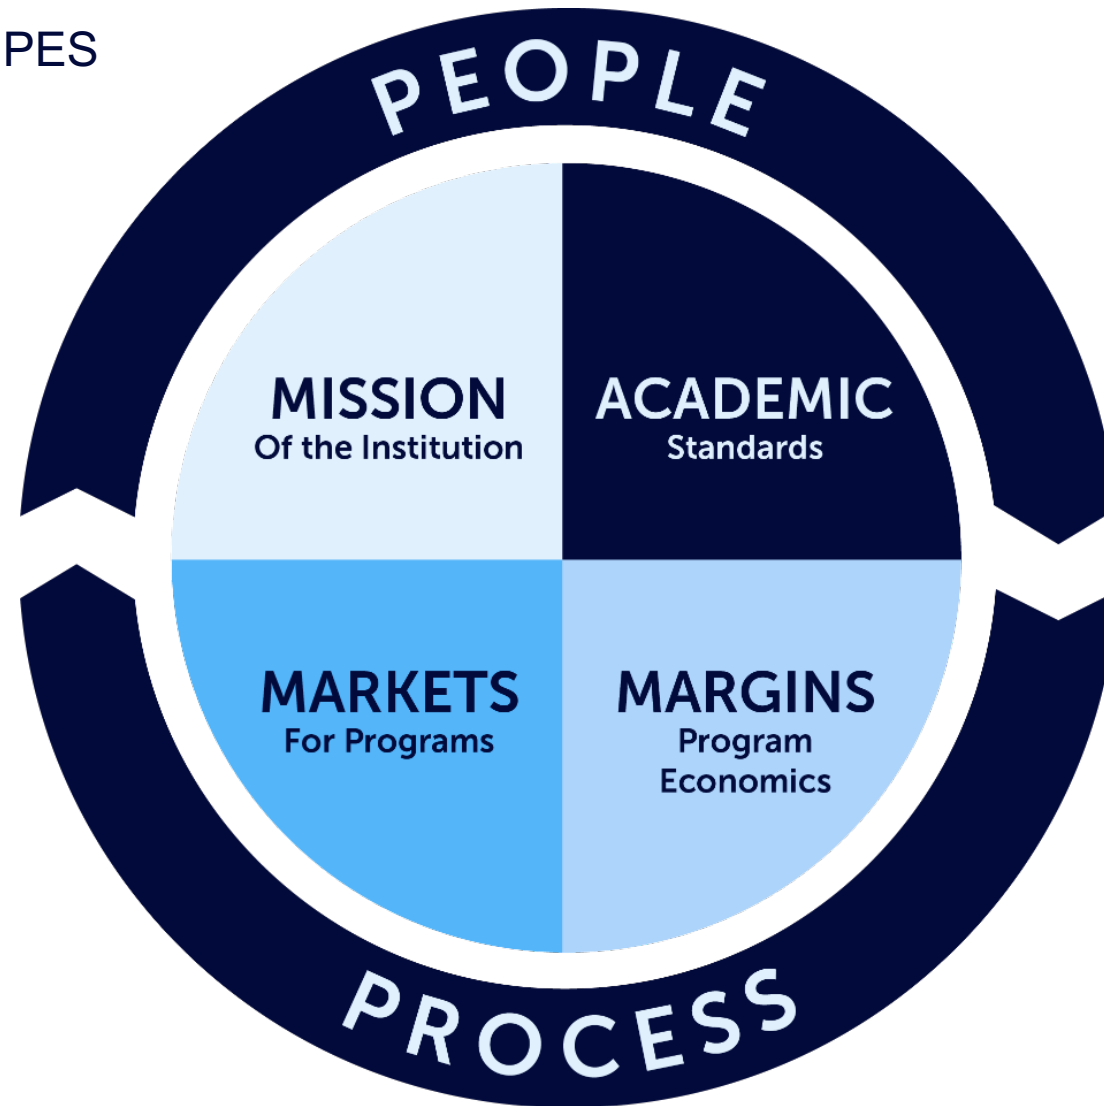 PES
PEOPLE
MISSION
Of the Institution
ACADEMIC
Standards
MARKETS
For Programs
MARGINS
Program
Economics
PROCESS